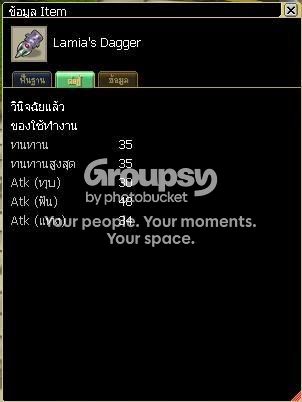 ข้อมูล Item
Lamia's Dagger
พื้นฐาน ข้อมูล
วินิจฉัยแล้ว
ของใช้ทำงาน
ทนทาน 35
ทนทานสูงสุด 35
Atk (ทุบ) 30
Atk (ฟัน) 48
Atk (แทง) 34
Groupsy
by photobucket
Your people. Your moments.
Your space.